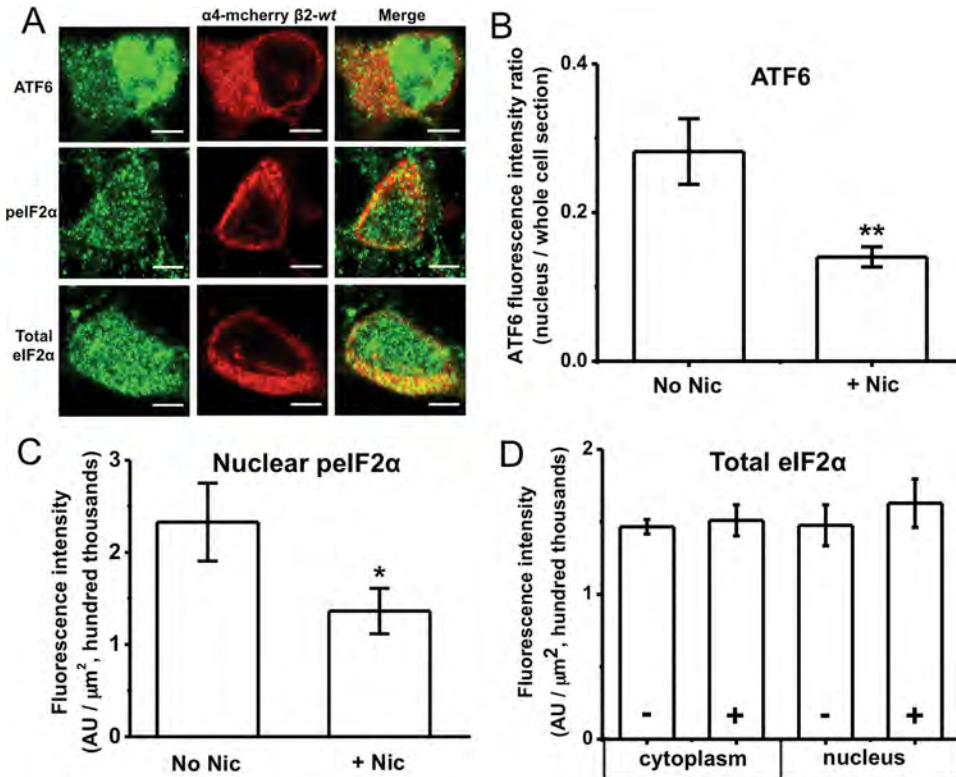 A
α4-mcherry β2-wt
Merge
ATF6
peIF2α
Total
eIF2α
B
ATF6
ATF6 fluorescence intensity ratio
(nucleus / whole cell section)
0.4
0.2
0.0
**
No Nic
+ Nic
C
Nuclear peIF2α
Fluorescence intensity
(AU / µm², hundred thousands)
3
2
1
0
*
No Nic
+ Nic
D
Total eIF2α
Fluorescence intensity
(AU / µm², hundred thousands)
2
1
0
- + - +
cytoplasm
nucleus